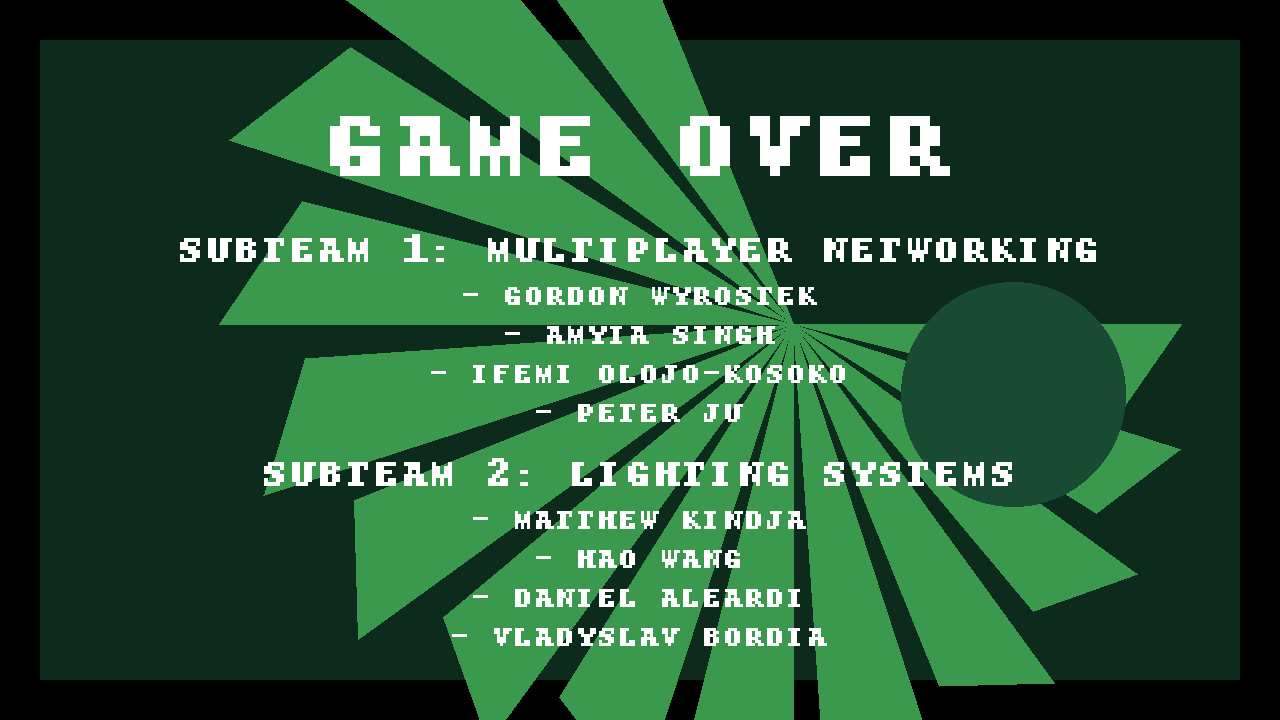 GAME OVER
SUBTEAM 1: MULTIPLAYER NETWORKING
- GORDON WYROSTEK
- AMYIA SINGH
- IFEMI OLOJO-KOSOKO
- PETER JU
SUBTEAM 2: LIGHTING SYSTEMS
- MATTHEW KINDJA
- HAO WANG
- DANIEL ALEARDI
- VLADYSLAV BORDIA